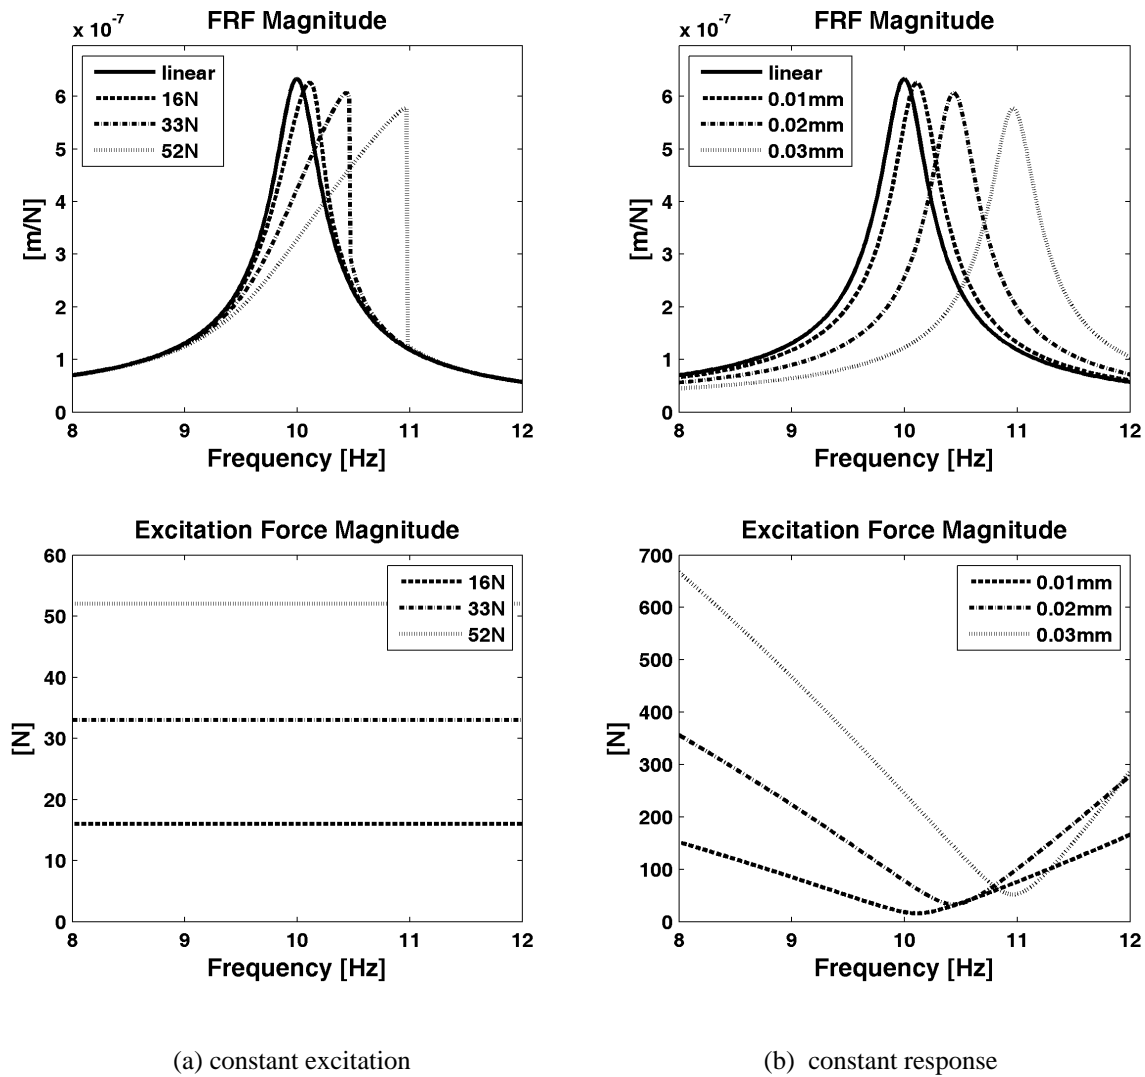 x 10-7
FRF Magnitude
linear
16N
33N
52N
6
5
4
3
2
1
0
[m/N]
8 9 10 11 12
Frequency [Hz]
x 10-7
FRF Magnitude
linear
0.01mm
0.02mm
0.03mm
6
5
4
3
2
1
0
[m/N]
8 9 10 11 12
Frequency [Hz]
Excitation Force Magnitude
16N
33N
52N
60
50
40
30
20
10
0
[N]
8 9 10 11 12
Frequency [Hz]
Excitation Force Magnitude
0.01mm
0.02mm
0.03mm
700
600
500
400
300
200
100
0
[N]
8 9 10 11 12
Frequency [Hz]
(a) constant excitation
(b) constant response